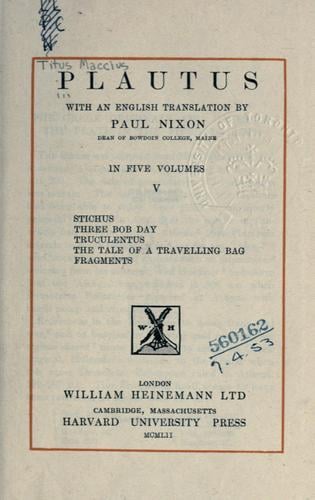 Titus Maccius
PLAUTUS
WITH AN ENGLISH TRANSLATION BY
PAUL NIXON
DEAN OF BOWDOIN COLLEGE, MAINE
IN FIVE VOLUMES
V
STICHUS
THREE BOB DAY
TRUCULENTUS
THE TALE OF A TRAVELLING BAG
FRAGMENTS
W H
560162
7.4.53
LONDON
WILLIAM HEINEMANN LTD
CAMBRIDGE, MASSACHUSETTS
HARVARD UNIVERSITY PRESS
MCMLII